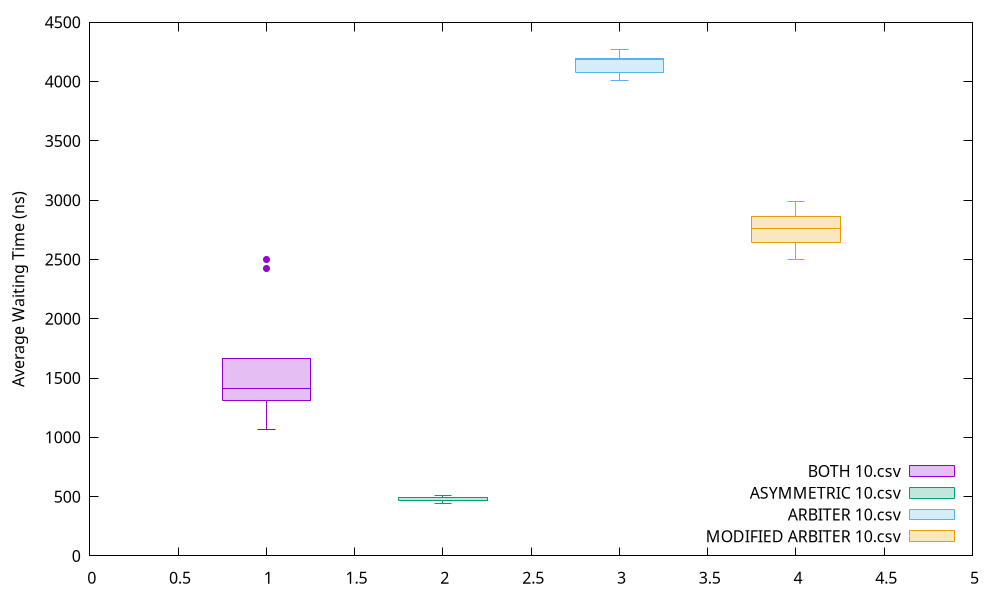 4500
4000
3500
3000
2500
2000
1500
1000
500
0
Average Waiting Time (ns)
BOTH 10.csv
ASYMMETRIC 10.csv
ARBITER 10.csv
MODIFIED ARBITER 10.csv
0 0.5 1 1.5 2 2.5 3 3.5 4 4.5 5